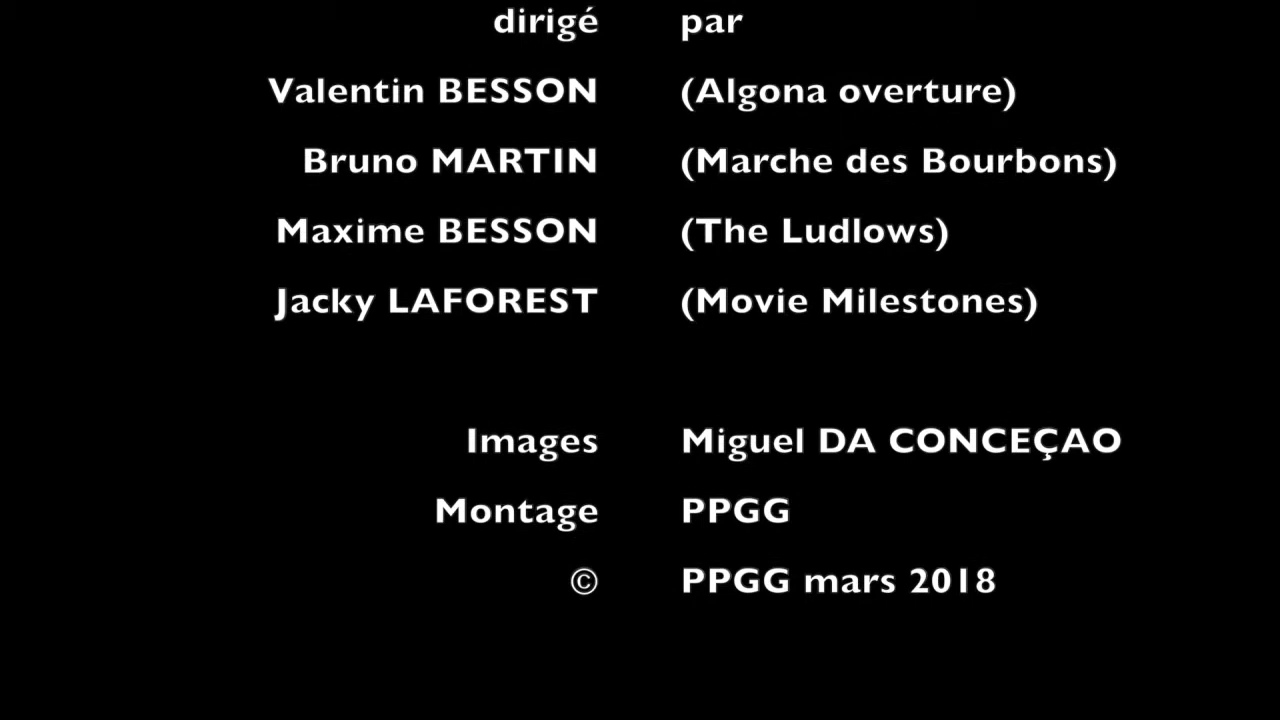 dirigé par
Valentin BESSON (Algona overture)
Bruno MARTIN (Marche des Bourbons)
Maxime BESSON (The Ludlows)
Jacky LAFOREST (Movie Milestones)
Images Miguel DA CONCEÇAO
Montage PPGG
© PPGG mars 2018